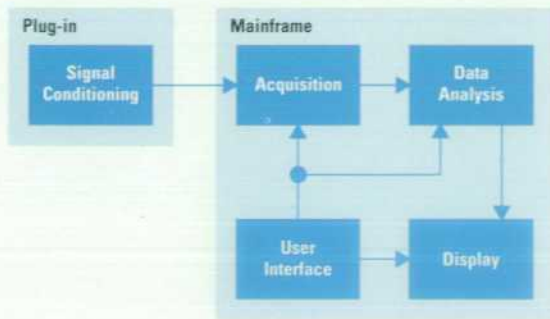 Plug-in
Mainframe
Signal
Conditioning
Acquisition
Data
Analysis
User
Interface
Display